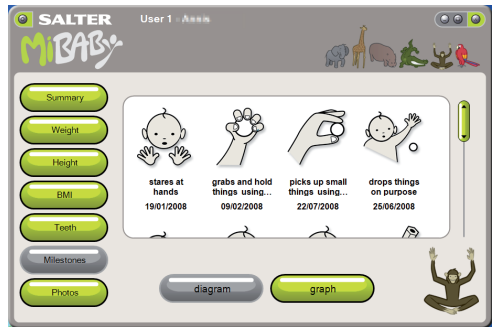 SALTER
User 1 -
MiBABY
Summary
Weight
Height
BMI
Teeth
Milestones
Photos
stares at
hands
19/01/2008
grabs and hold
things using...
09/02/2008
picks up small
things using...
22/07/2008
drops things
on purpose
25/06/2008
diagram
graph